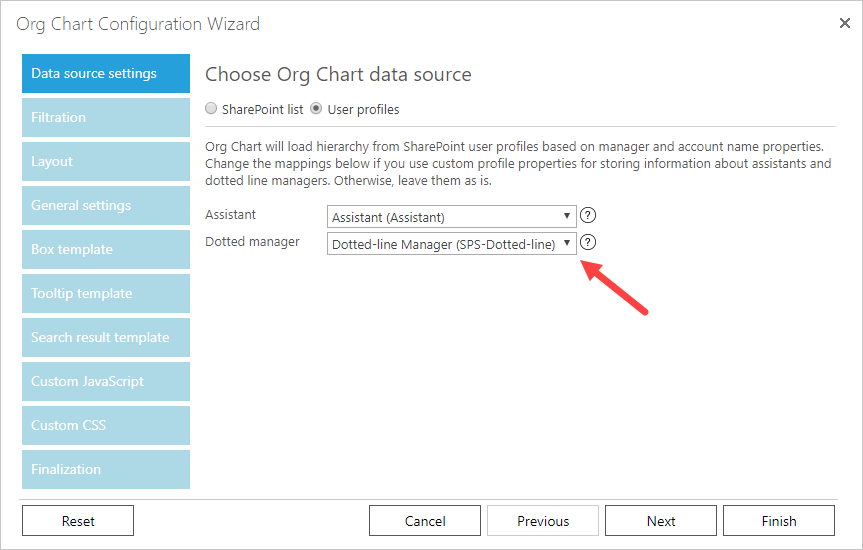 Org Chart Configuration Wizard
Data source settings
Filtration
Layout
General settings
Box template
Tooltip template
Search result template
Custom JavaScript
Custom CSS
Finalization
Choose Org Chart data source
SharePoint list User profiles
Org Chart will load hierarchy from SharePoint user profiles based on manager and account name properties.
Change the mappings below if you use custom profile properties for storing information about assistants and
dotted line managers. Otherwise, leave them as is.
Assistant Assistant (Assistant) ?
Dotted manager Dotted-line Manager (SPS-Dotted-line) ?
Reset Cancel Previous Next Finish